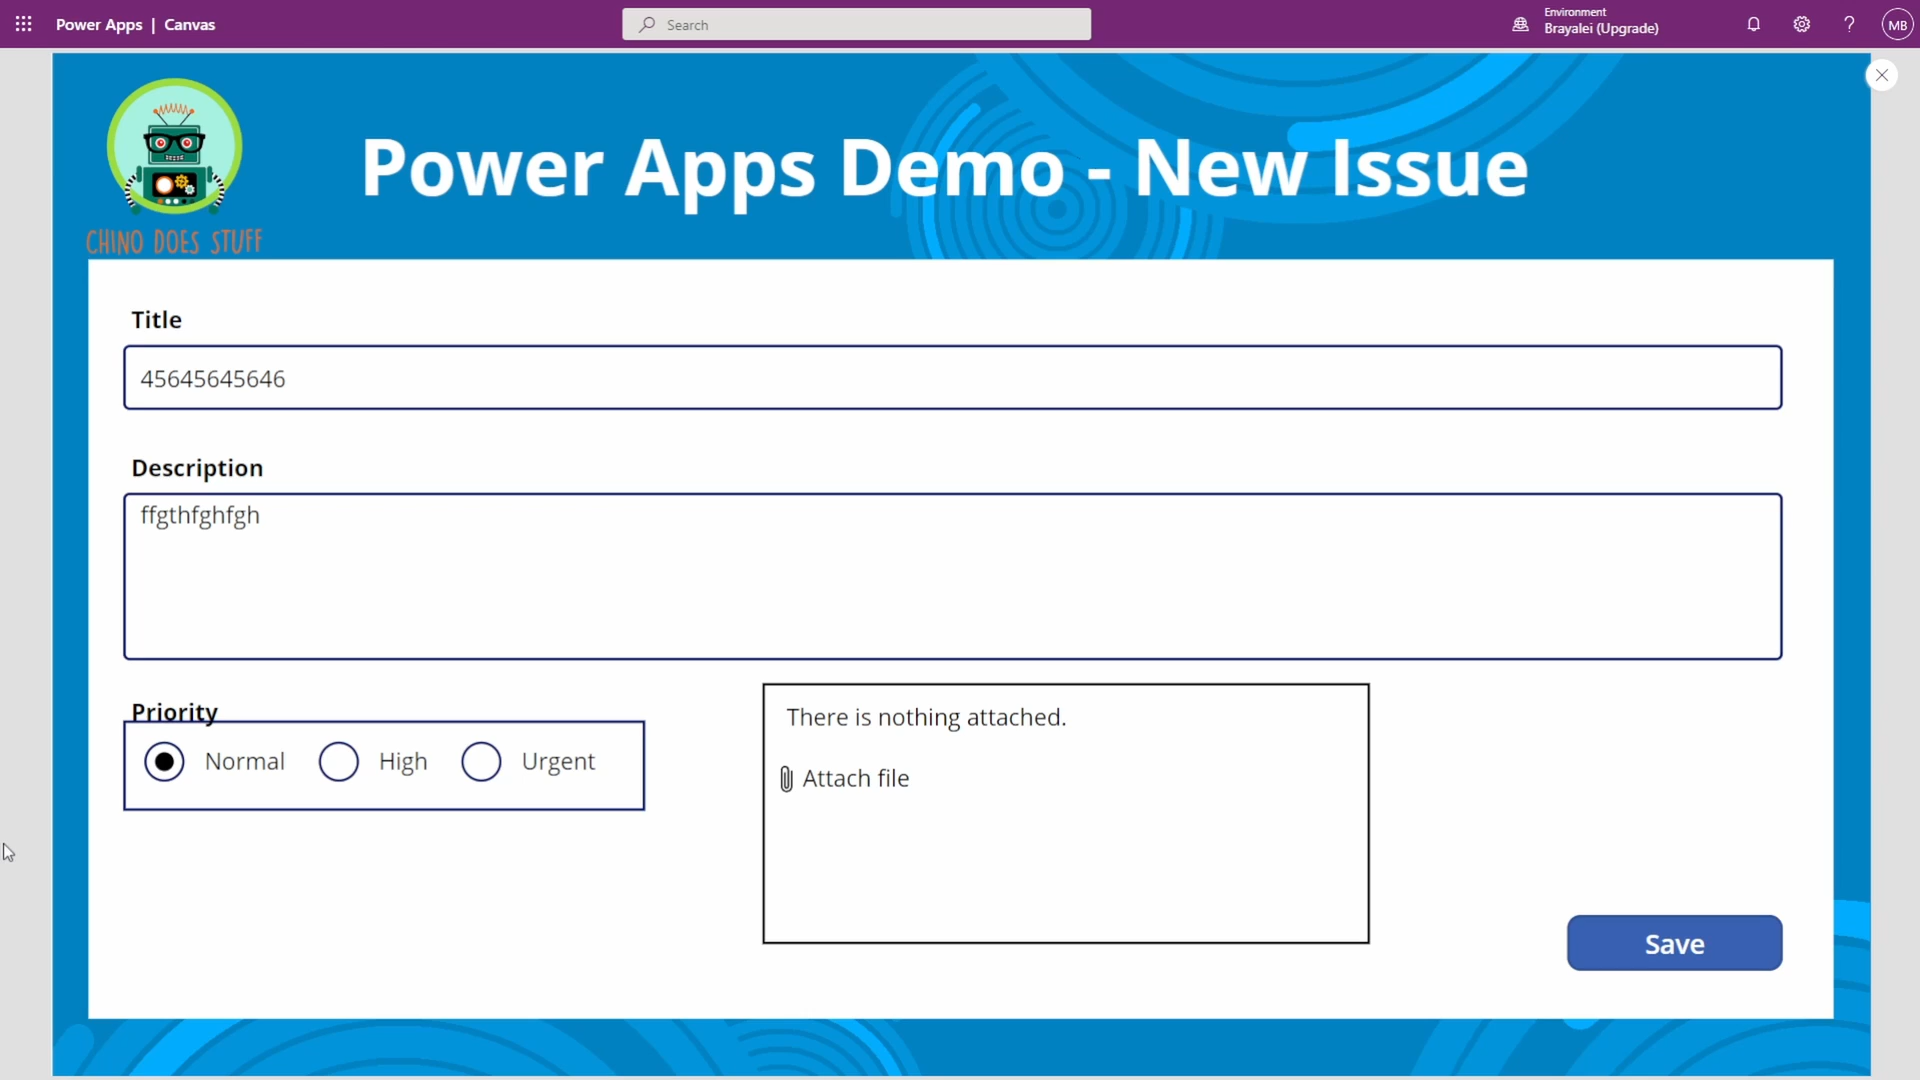 Power Apps | Canvas
Search
Environment
Brayalei (Upgrade)
MB
CHINO DOES STUFF
Power Apps Demo - New Issue
Title
45645645646
Description
ffgthfghfgh
Priority
Normal High Urgent
There is nothing attached.
Attach file
Save